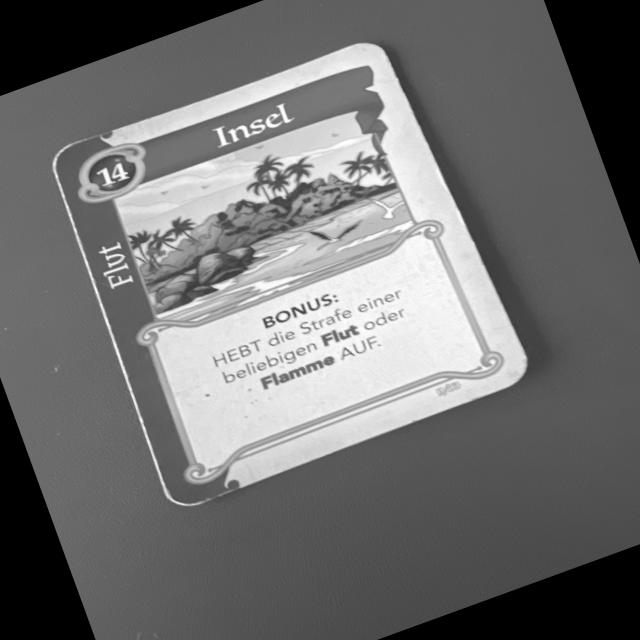 Insel
14
Flut
BONUS:
HEBT die Strafe einer
beliebigen Flut oder
Flamme AUF.